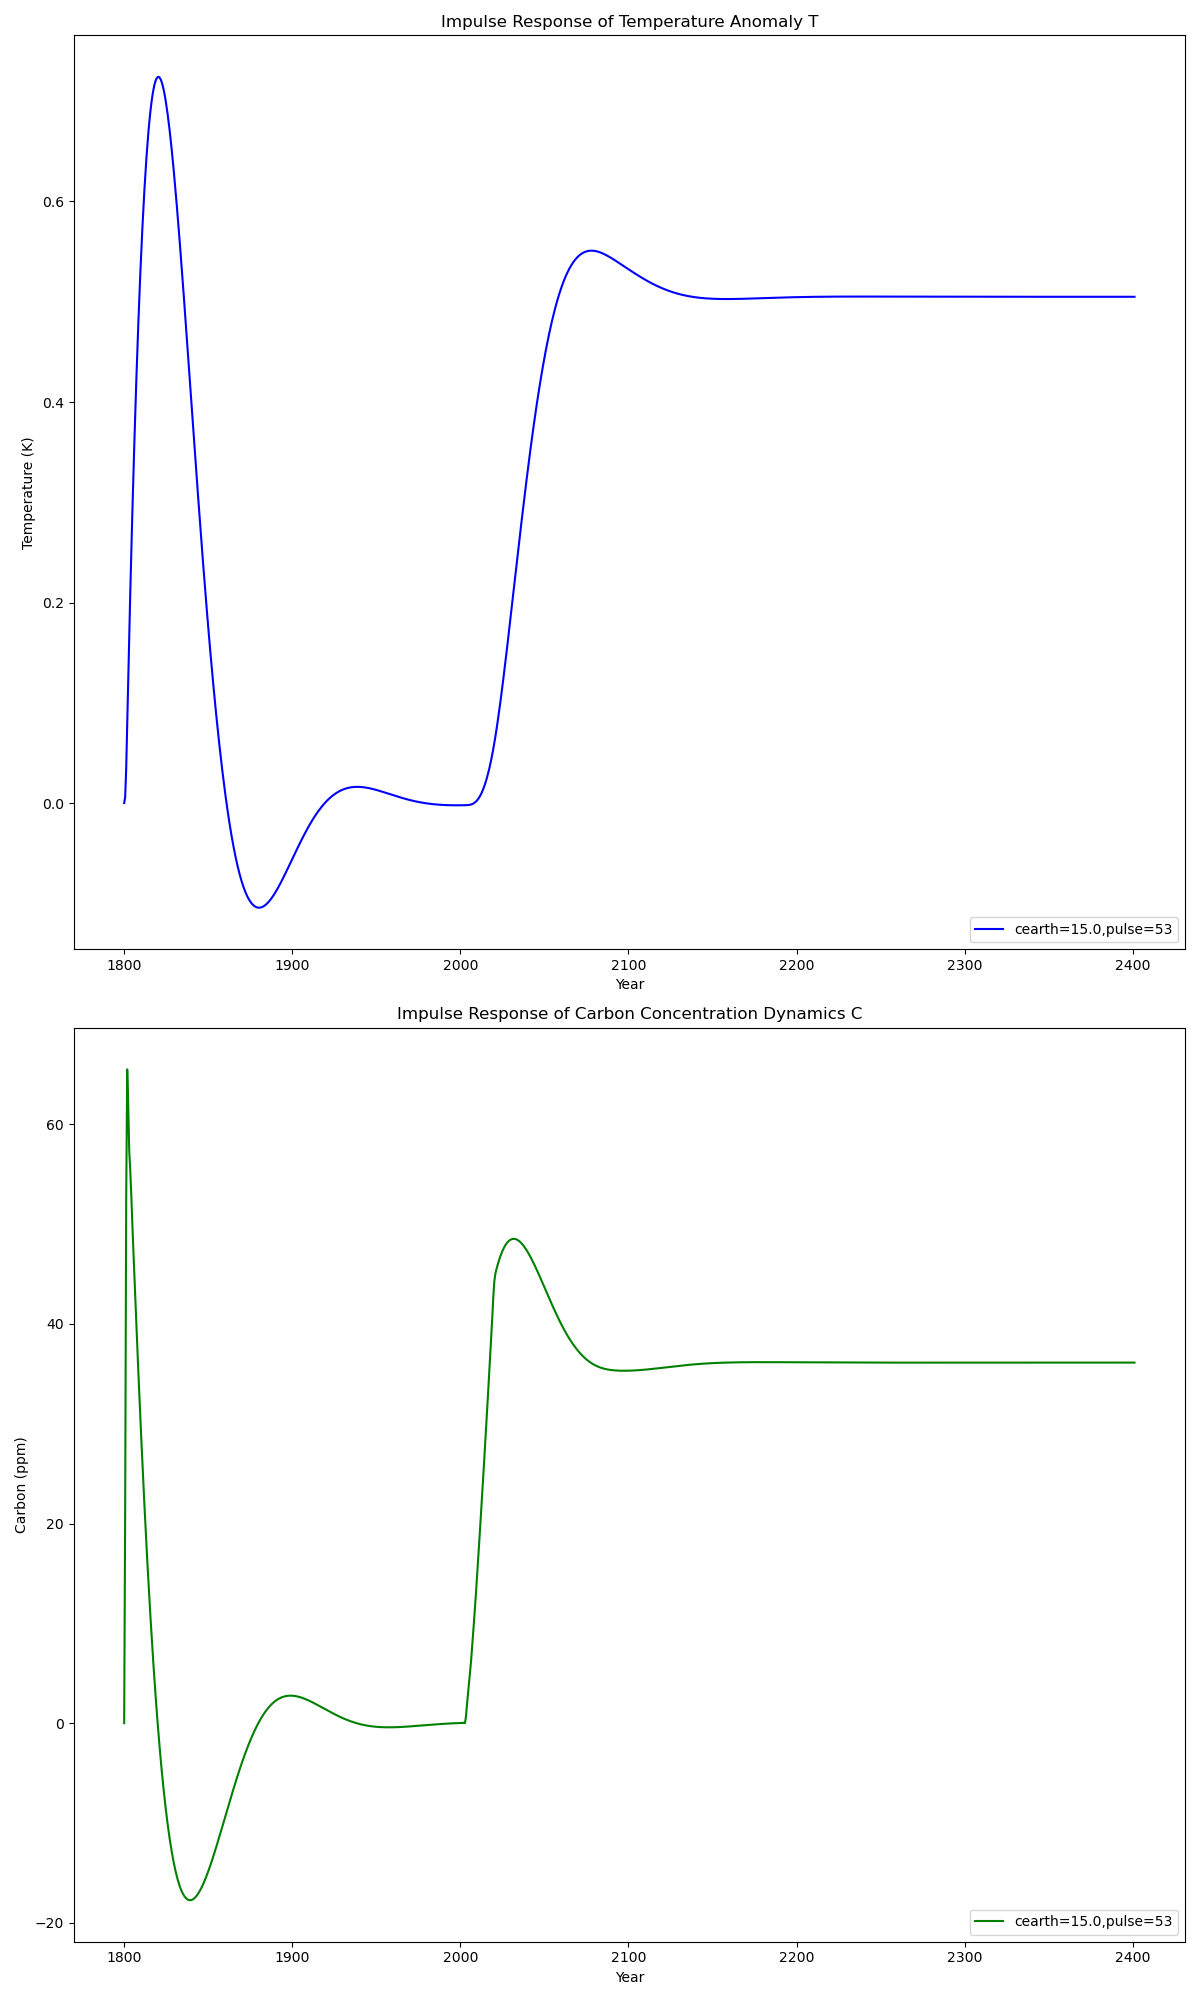 Impulse Response of Temperature Anomaly T
Temperature (K)
0.6
0.4
0.2
0.0
cearth=15.0,pulse=53
1800 1900 2000 2100 2200 2300 2400
Year
Impulse Response of Carbon Concentration Dynamics C
Carbon (ppm)
60
40
20
0
−20
cearth=15.0,pulse=53
1800 1900 2000 2100 2200 2300 2400
Year